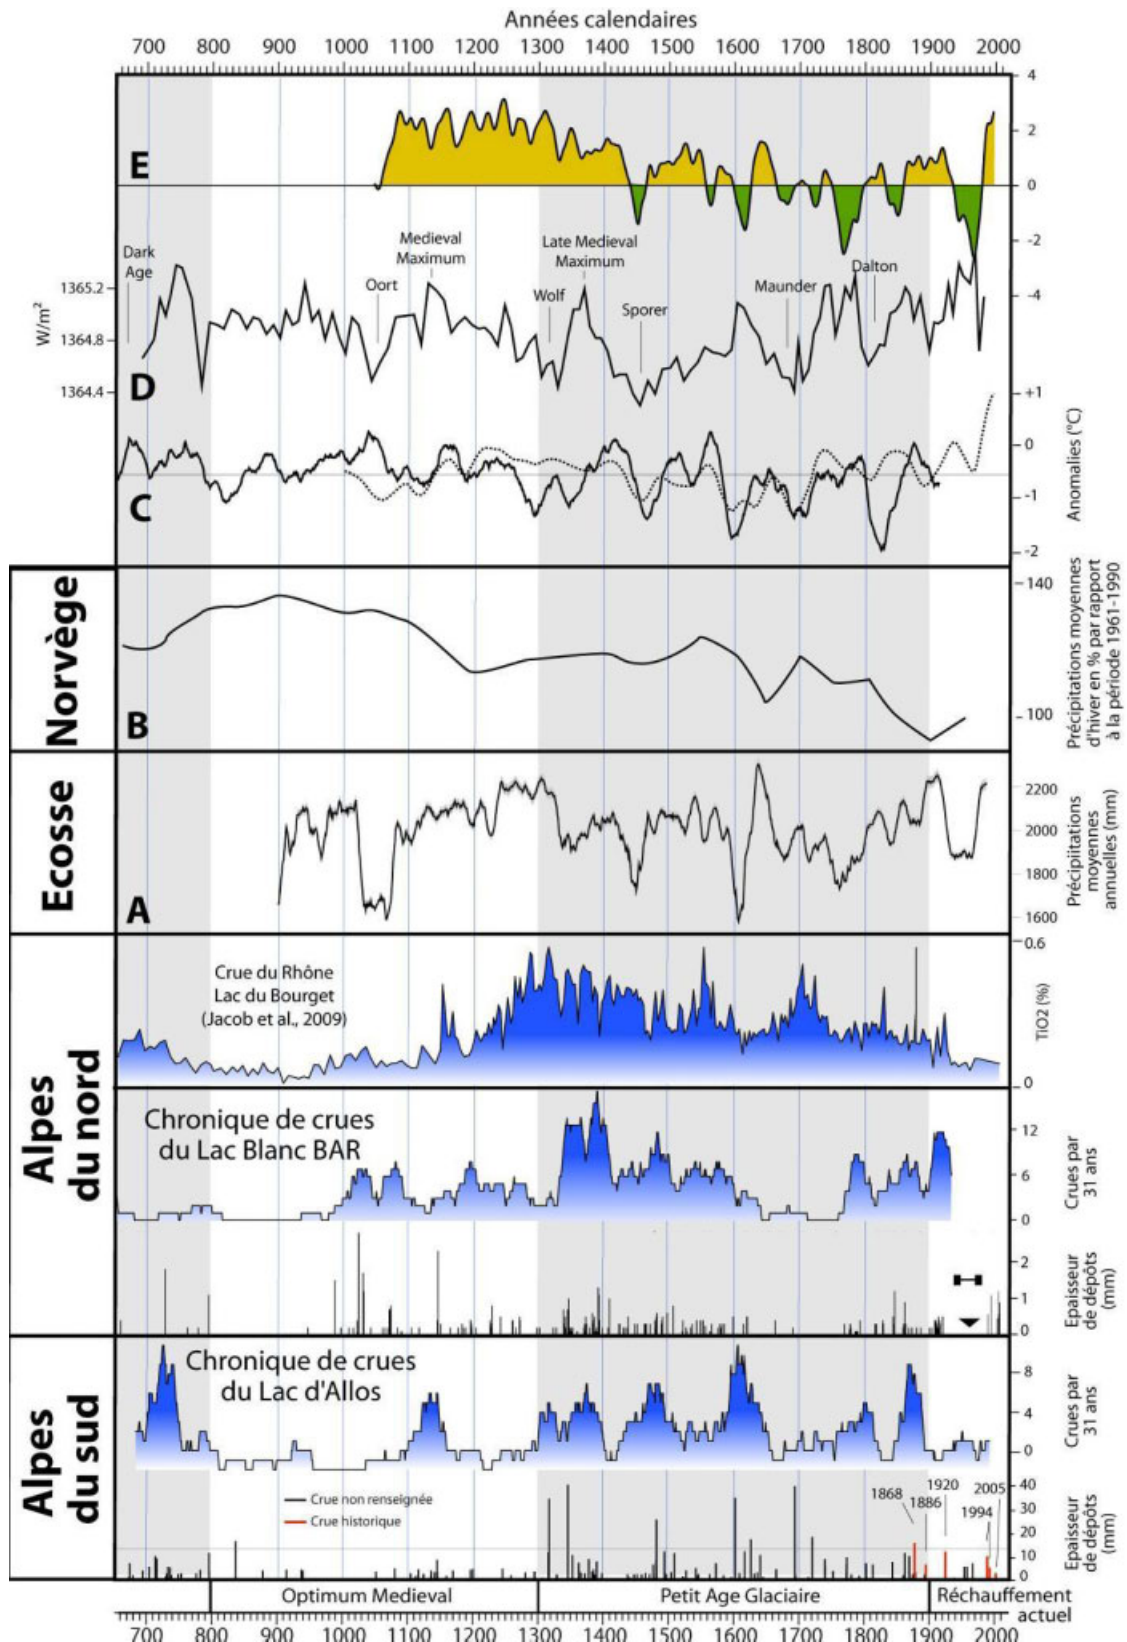 Années calendaires
700 800 900 1000 1100 1200 1300 1400 1500 1600 1700 1800 1900 2000
4
2
0
-2
-4
E
Dark
Age
Medieval
Maximum
Late Medieval
Maximum
Oort
Wolf
Sporer
Maunder
Dalton
W/m²
1365.2
1364.8
1364.4
D
+1
0
-1
-2
Anomalies (°C)
C
Norvège
B
140
100
Précipitations moyennes
d'hiver en % par rapport
à la période 1961-1990
Ecosse
A
2200
2000
1800
1600
Précipitations
moyennes
annuelles (mm)
Alpes
du nord
Crue du Rhône
Lac du Bourget
(Jacob et al., 2009)
0.6
0
TiO2 (%)
Chronique de crues
du Lac Blanc BAR
12
6
0
Crues par
31 ans
2
1
0
Epaisseur
de dépôts
(mm)
Alpes
du sud
Chronique de crues
du Lac d'Allos
8
4
0
Crues par
31 ans
Crue non renseignée
Crue historique
1868
1886
1920
1994
2005
40
30
20
10
0
Epaisseur
de dépôts
(mm)
Optimum Medieval
Petit Age Glaciaire
Réchauffement
actuel
700 800 900 1000 1100 1200 1300 1400 1500 1600 1700 1800 1900 2000